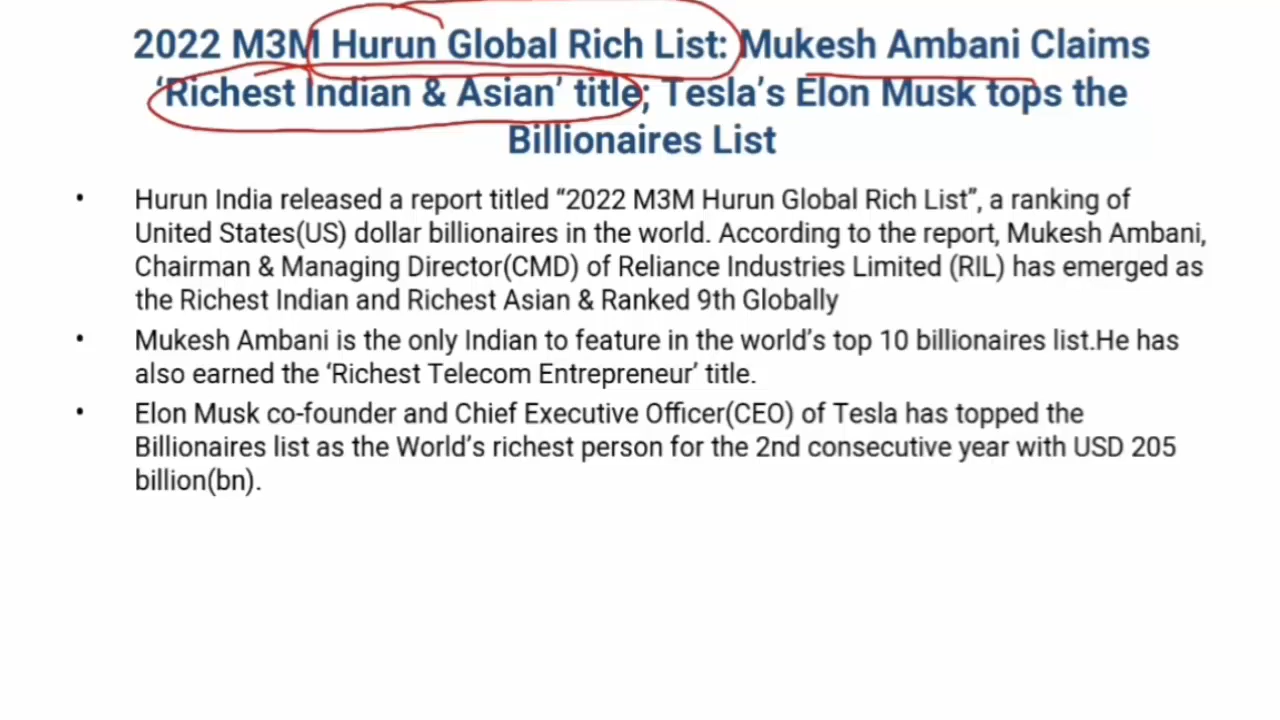 2022 M3M Hurun Global Rich List: Mukesh Ambani Claims
‘Richest Indian & Asian’ title; Tesla’s Elon Musk tops the
Billionaires List
• Hurun India released a report titled “2022 M3M Hurun Global Rich List”, a ranking of
United States(US) dollar billionaires in the world. According to the report, Mukesh Ambani,
Chairman & Managing Director(CMD) of Reliance Industries Limited (RIL) has emerged as
the Richest Indian and Richest Asian & Ranked 9th Globally
• Mukesh Ambani is the only Indian to feature in the world’s top 10 billionaires list.He has
also earned the ‘Richest Telecom Entrepreneur’ title.
• Elon Musk co-founder and Chief Executive Officer(CEO) of Tesla has topped the
Billionaires list as the World’s richest person for the 2nd consecutive year with USD 205
billion(bn).